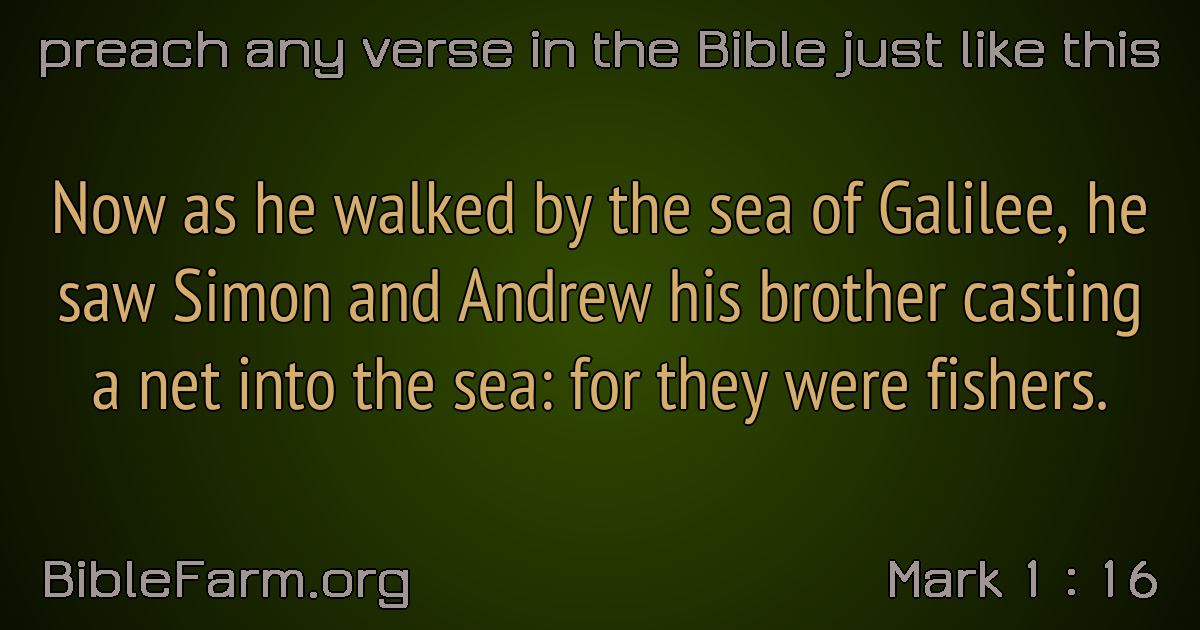 preach any verse in the Bible just like this
Now as he walked by the sea of Galilee, he
saw Simon and Andrew his brother casting
a net into the sea: for they were fishers.
BibleFarm.org
Mark 1 : 16